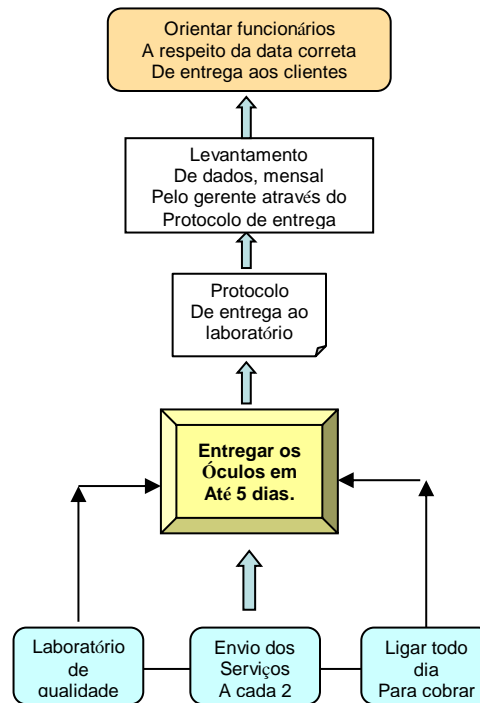 Orientar funcionários
A respeito da data correta
De entrega aos clientes
Levantamento
De dados, mensal
Pelo gerente através do
Protocolo de entrega
Protocolo
De entrega ao
laboratório
Entregar os
Óculos em
Até 5 dias.
Laboratório
de
qualidade
Envio dos
Serviços
A cada 2
Ligar todo
dia
Para cobrar